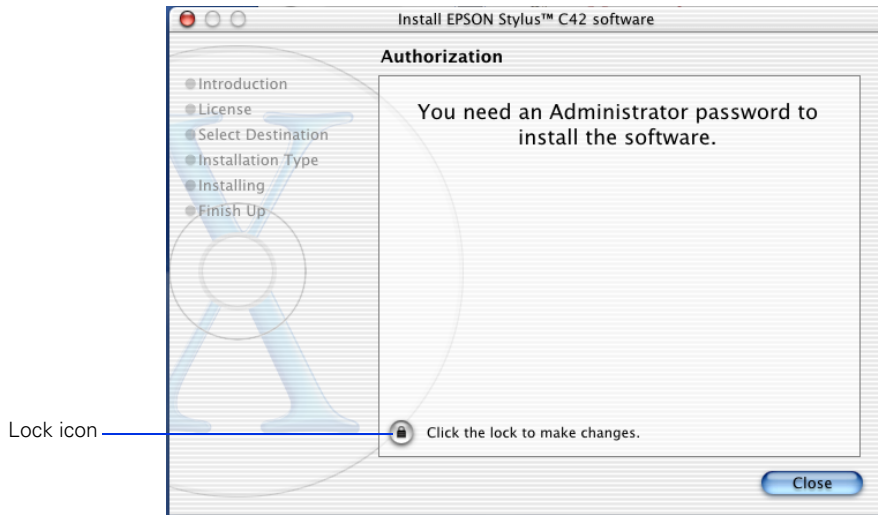 Install EPSON Stylus™ C42 software
Authorization
Introduction
License
Select Destination
Installation Type
Installing
Finish Up
You need an Administrator password to
install the software.
Lock icon
Click the lock to make changes.
Close